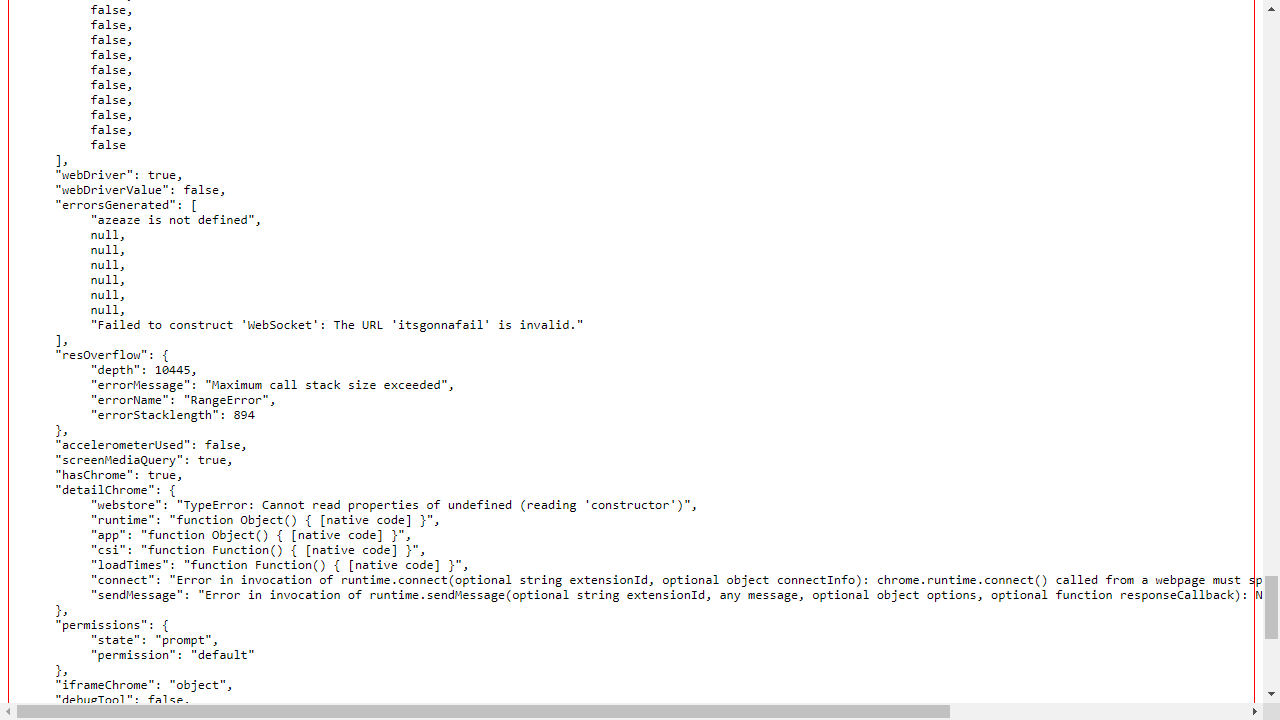 false,
false,
false,
false,
false,
false,
false,
false,
false,
false
],
"webDriver": true,
"webDriverValue": false,
"errorsGenerated": [
"azeaze is not defined",
null,
null,
null,
null,
null,
null,
"Failed to construct 'WebSocket': The URL 'itsgonnafail' is invalid."
],
"resOverflow": {
"depth": 10445,
"errorMessage": "Maximum call stack size exceeded",
"errorName": "RangeError",
"errorStacklength": 894
},
"accelerometerUsed": false,
"screenMediaQuery": true,
"hasChrome": true,
"detailChrome": {
"webstore": "TypeError: Cannot read properties of undefined (reading 'constructor')",
"runtime": "function Object() { [native code] }",
"app": "function Object() { [native code] }",
"csi": "function Function() { [native code] }",
"loadTimes": "function Function() { [native code] }",
"connect": "Error in invocation of runtime.connect(optional string extensionId, optional object connectInfo): chrome.runtime.connect() called from a webpage must sp
"sendMessage": "Error in invocation of runtime.sendMessage(optional string extensionId, any message, optional object options, optional function responseCallback): N
},
"permissions": {
"state": "prompt",
"permission": "default"
},
"iframeChrome": "object",
"debugTool": false,